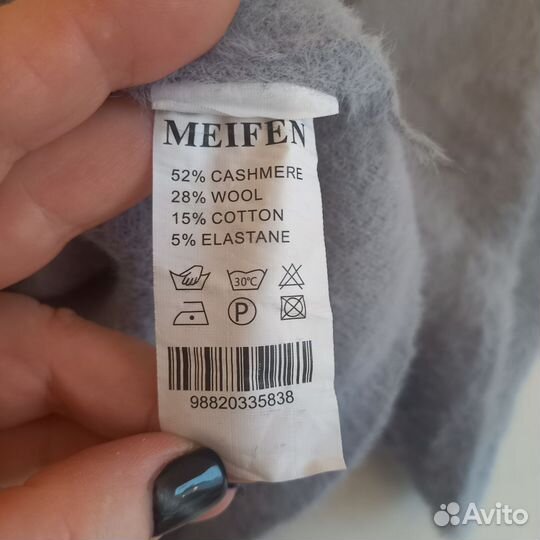 MEIFEN
52% CASHMERE
28% WOOL
15% COTTON
5% ELASTANE
30°C
P
98820335838
Avito